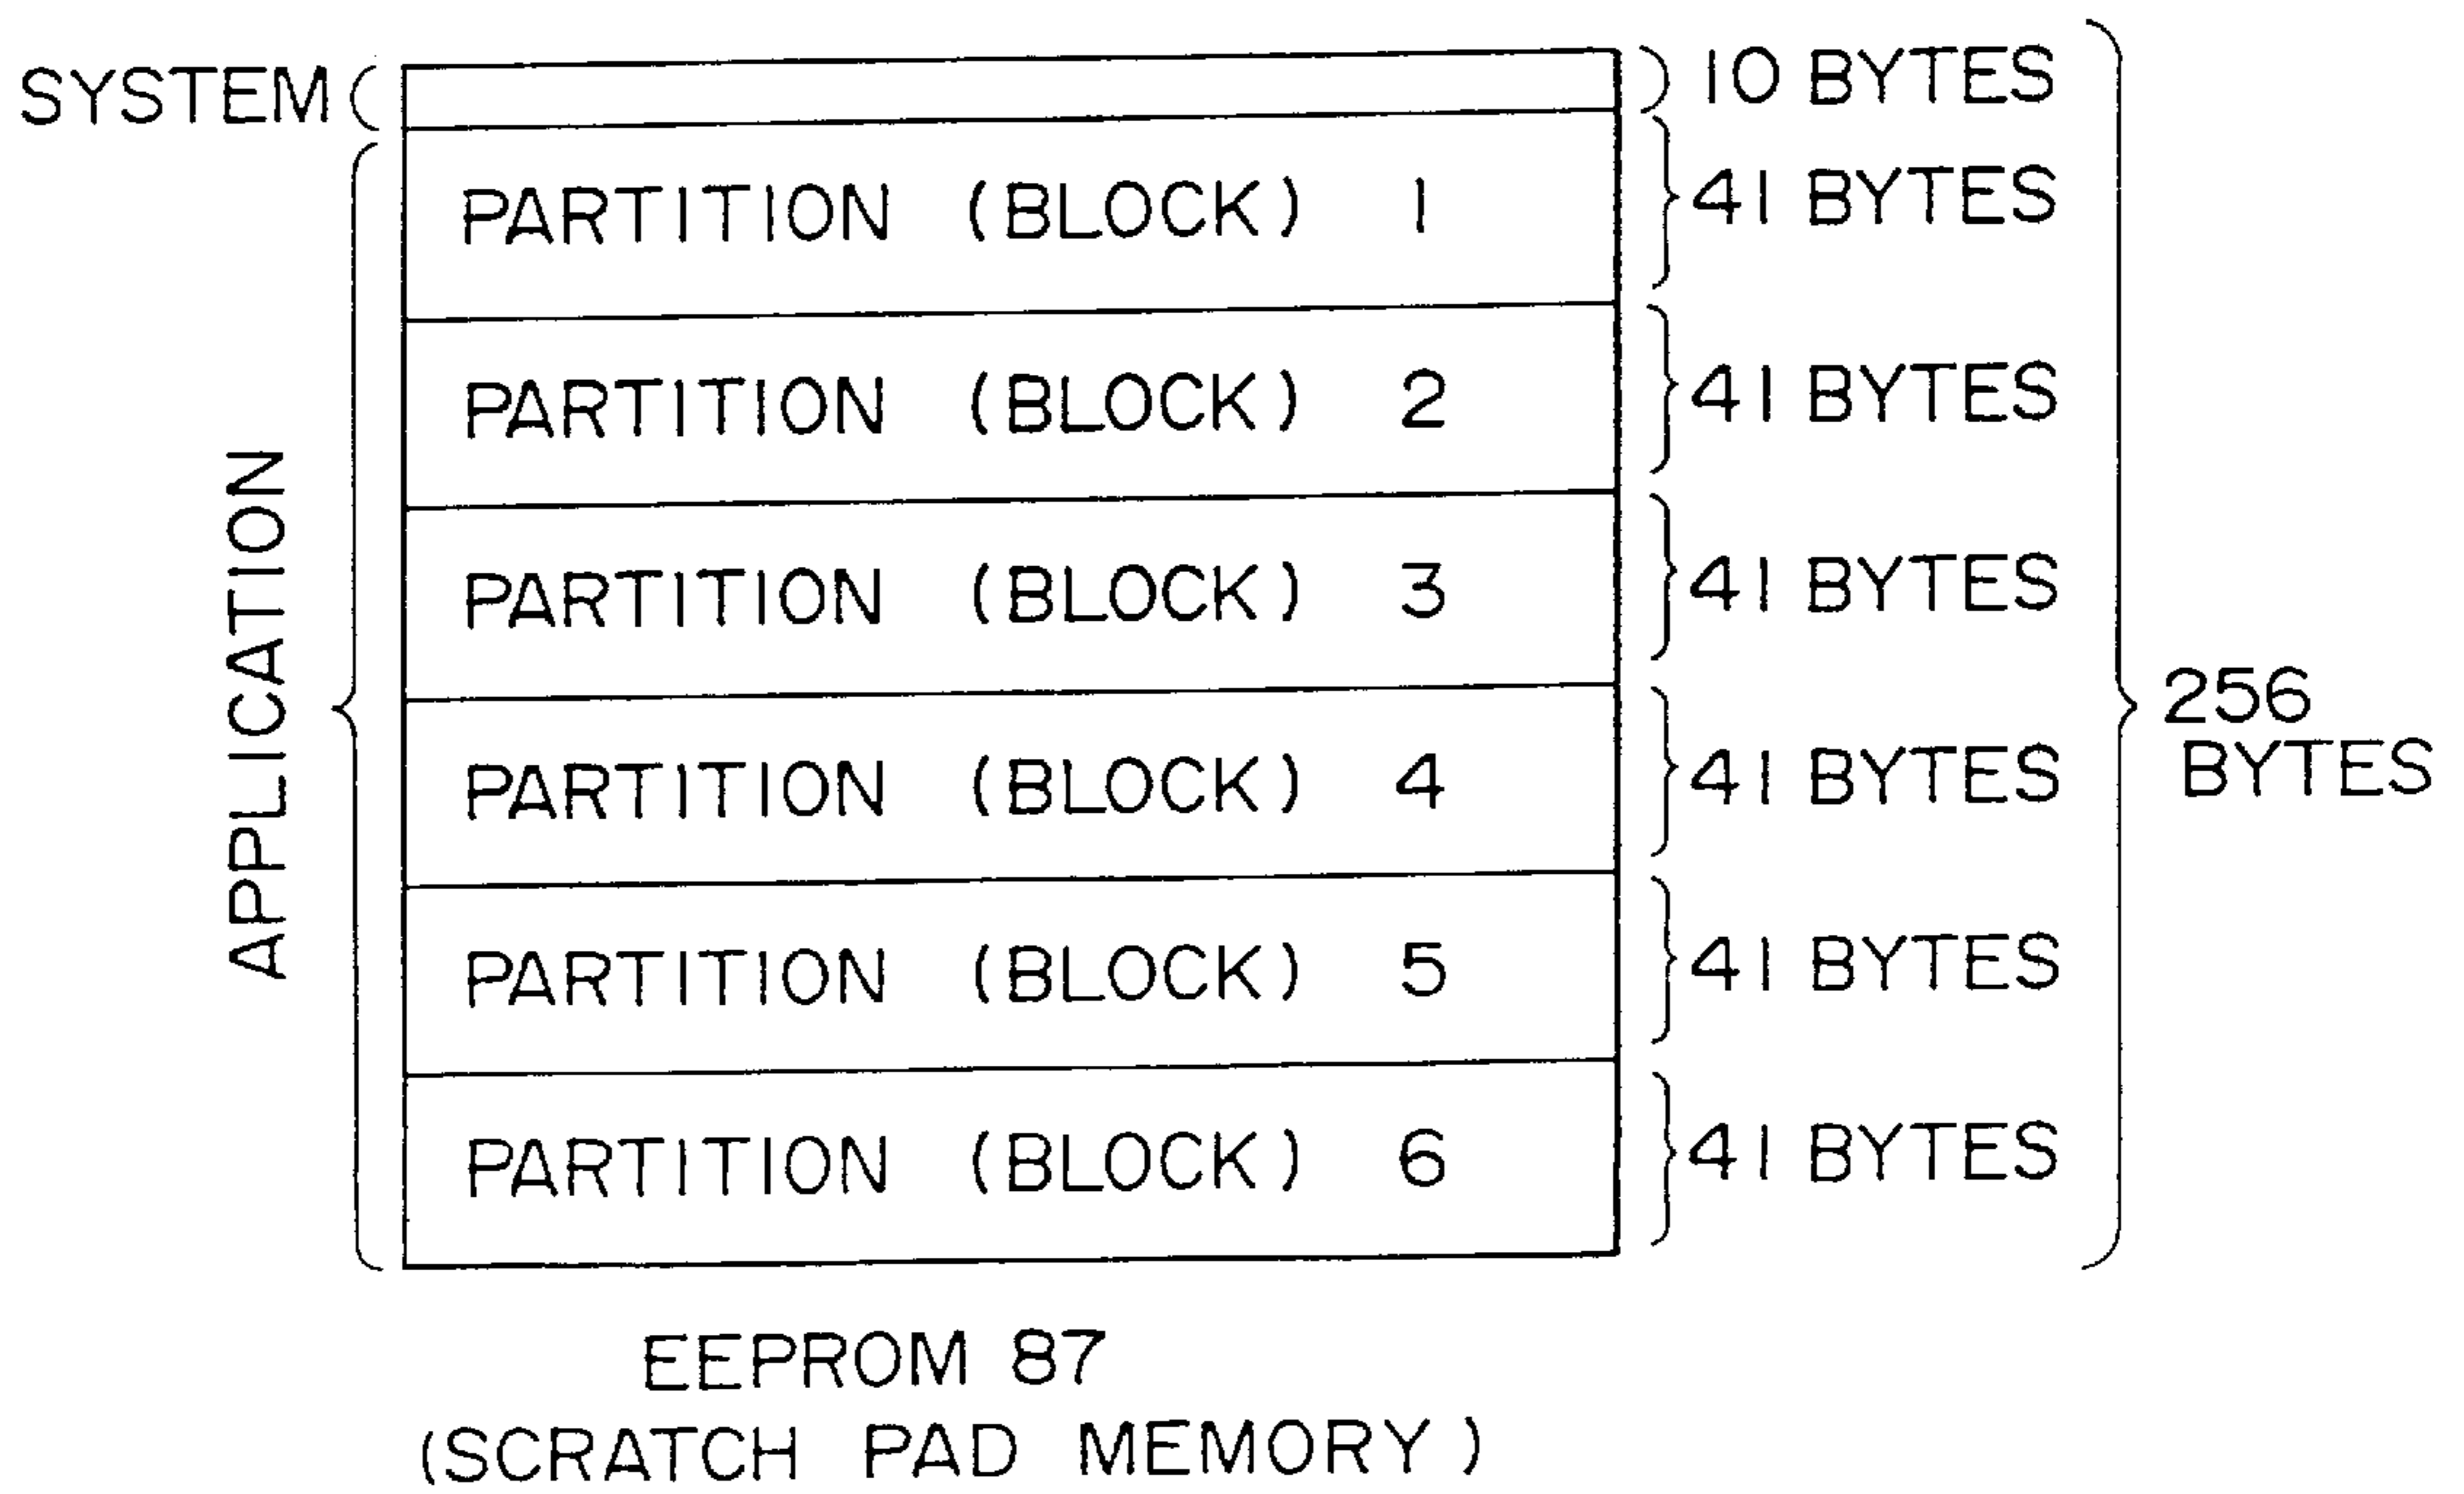 SYSTEM
10 BYTES
PARTITION (BLOCK) 1
41 BYTES
PARTITION (BLOCK) 2
41 BYTES
PARTITION (BLOCK) 3
41 BYTES
APPLICATION
256
BYTES
PARTITION (BLOCK) 4
41 BYTES
PARTITION (BLOCK) 5
41 BYTES
PARTITION (BLOCK) 6
41 BYTES
EEPROM 87
(SCRATCH PAD MEMORY)